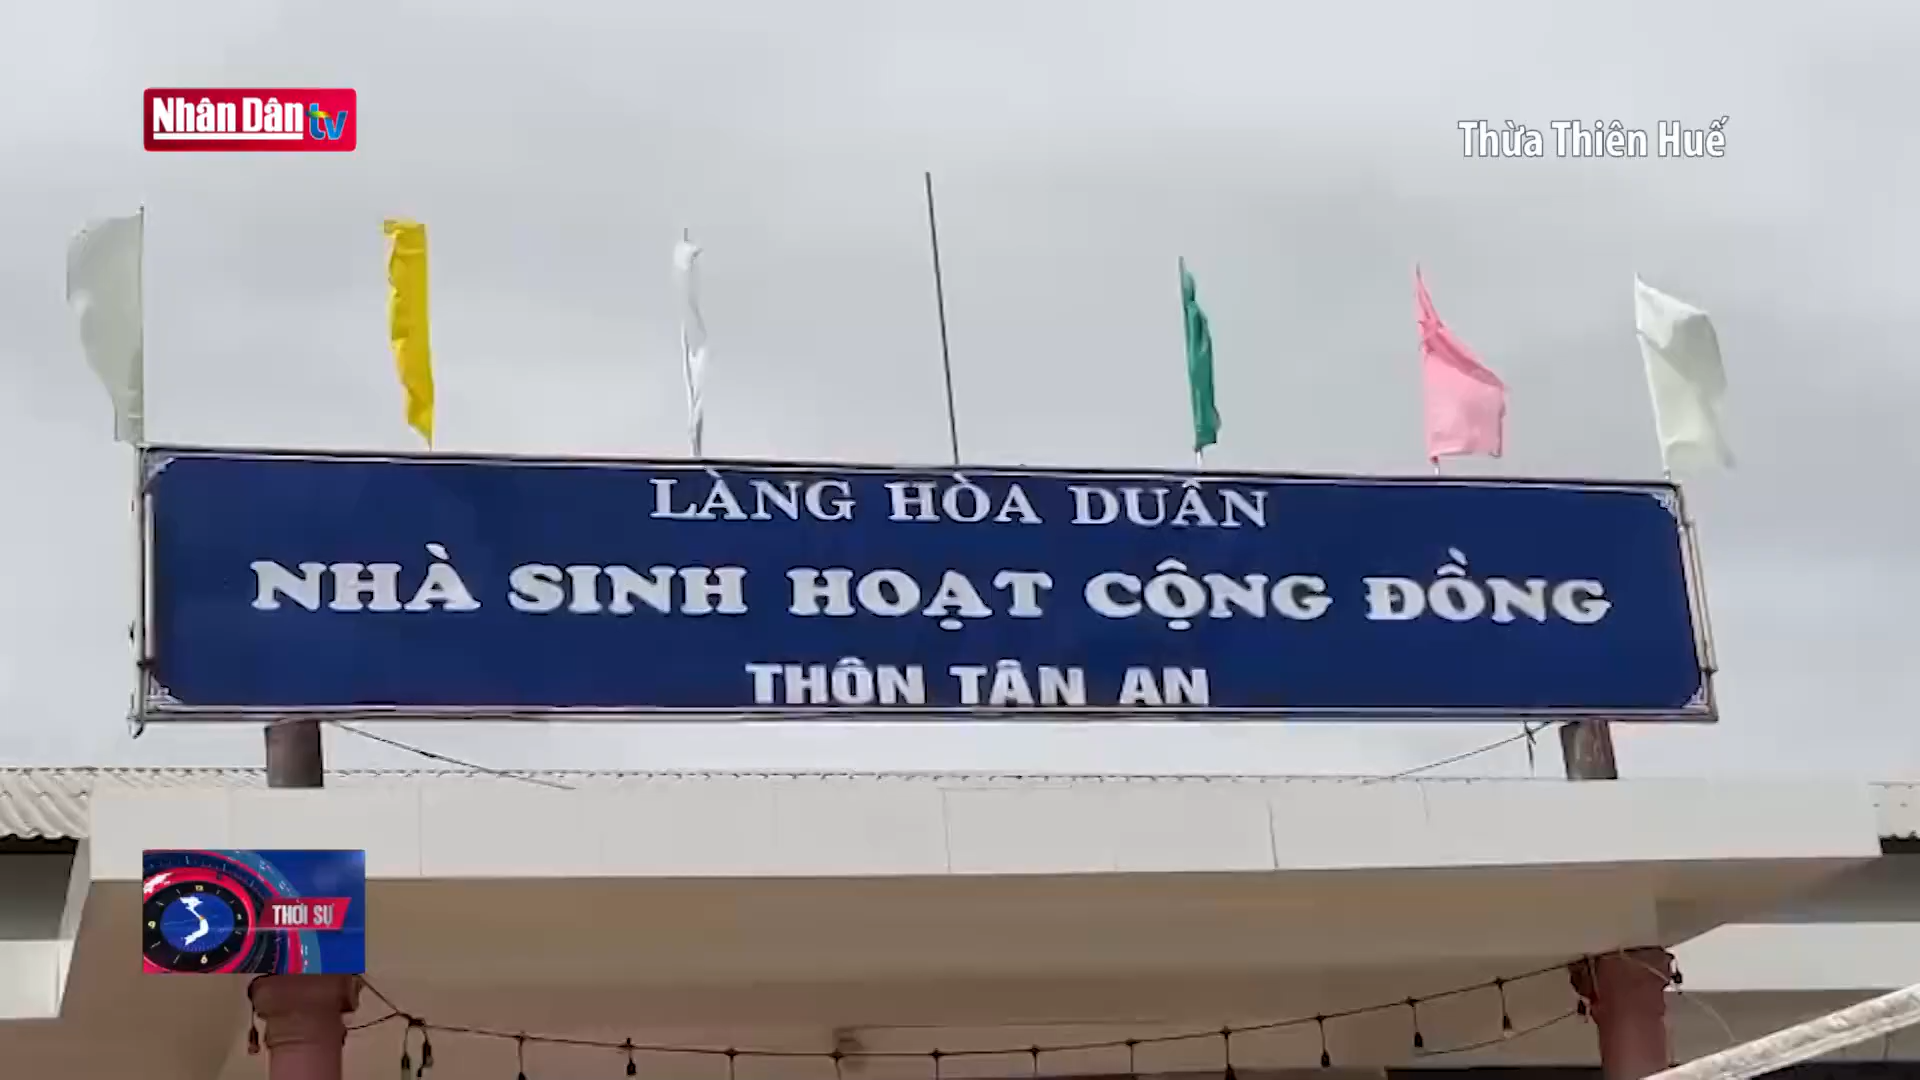 Nhân Dân tv
Thừa Thiên Huế
LÀNG HÒA DUÂN
NHÀ SINH HOẠT CỘNG ĐỒNG
THÔN TÂN AN
THỜI SỰ